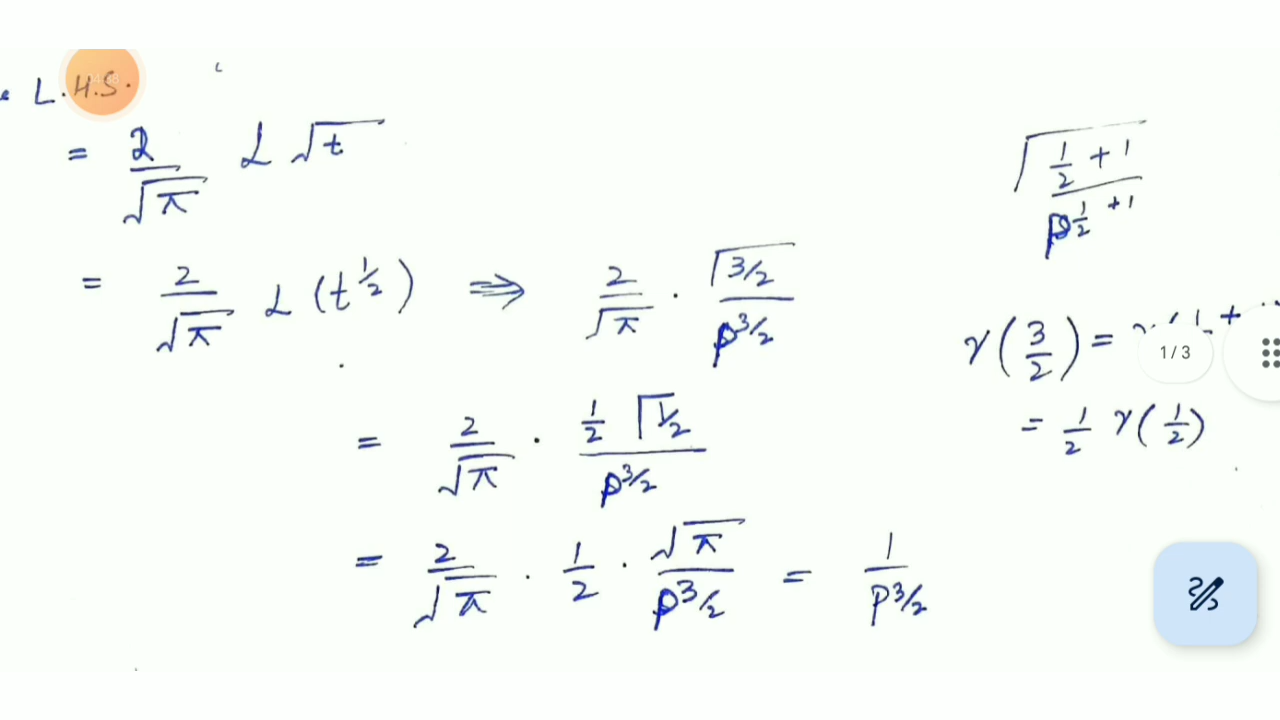 L.H.S.
= 2/√π L √t
Γ(1/2 + 1) / p^(1/2 + 1)
= 2/√π L (t^(1/2)) ⇒ 2/√π · Γ3/2 / p^(3/2)
γ(3/2) =
1/3
= 2/√π · 1/2 Γ1/2 / p^(3/2)
= 1/2 γ(1/2)
= 2/√π · 1/2 · √π / p^(3/2) = 1 / p^(3/2)